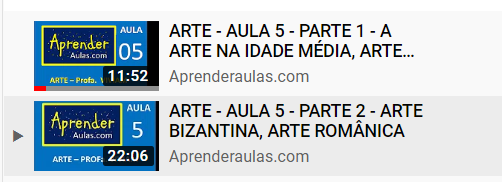 Aprender
Aulas.com
AULA
05
ARTE – Profs.
11:52
ARTE - AULA 5 - PARTE 1 - A
ARTE NA IDADE MÉDIA, ARTE...
Aprenderaulas.com
Aprender
Aulas.com
AULA
5
ARTE – PROF
22:06
ARTE - AULA 5 - PARTE 2 - ARTE
BIZANTINA, ARTE ROMÂNICA
Aprenderaulas.com